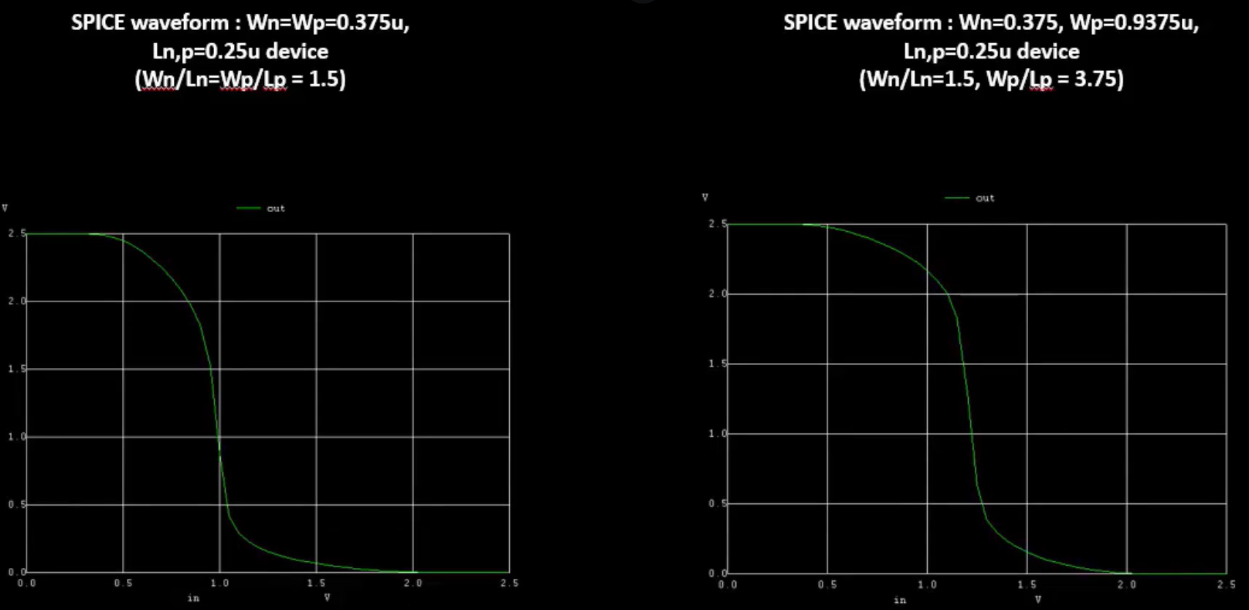 SPICE waveform : Wn=Wp=0.375u,
Ln,p=0.25u device
(Wn/Ln=Wp/Lp = 1.5)
V
out
2.5
2.0
1.5
1.0
0.5
0.0
0.0 0.5 1.0 1.5 2.0 2.5
in V
SPICE waveform : Wn=0.375, Wp=0.9375u,
Ln,p=0.25u device
(Wn/Ln=1.5, Wp/Lp = 3.75)
V
out
2.5
2.0
1.5
1.0
0.5
0.0
0.0 0.5 1.0 1.5 2.0 2.5
in V